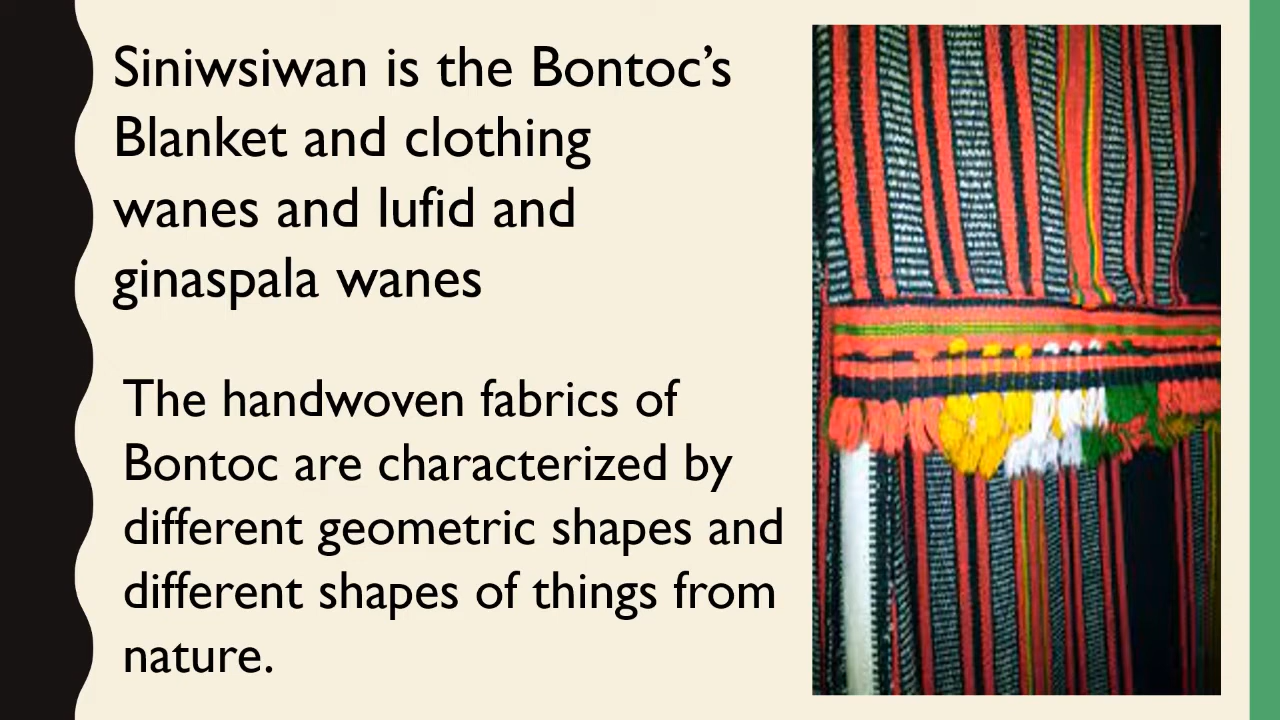 Siniwsiwan is the Bontoc’s
Blanket and clothing
wanes and lufid and
ginaspala wanes
The handwoven fabrics of
Bontoc are characterized by
different geometric shapes and
different shapes of things from
nature.